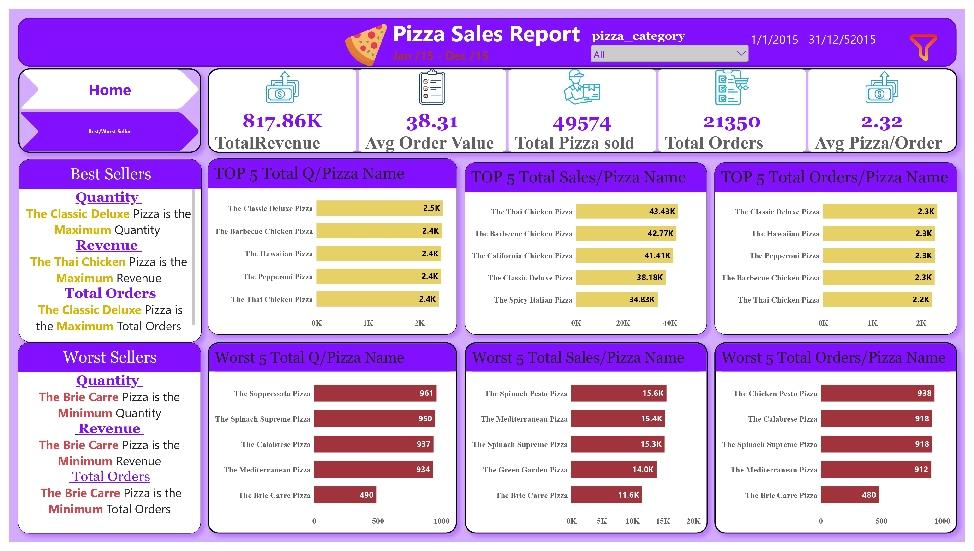 Pizza Sales Report
Jan /15 - Dec /15
pizza_category
All
1/1/2015 31/12/52015
Home
Best/Worst Seller
817.86K
TotalRevenue
38.31
Avg Order Value
49574
Total Pizza sold
21350
Total Orders
2.32
Avg Pizza/Order
Best Sellers
Quantity
The Classic Deluxe Pizza is the
Maximum Quantity
Revenue
The Thai Chicken Pizza is the
Maximum Revenue
Total Orders
The Classic Deluxe Pizza is
the Maximum Total Orders
TOP 5 Total Q/Pizza Name
The Classic Deluxe Pizza 2.5K
The Barbecue Chicken Pizza 2.4K
The Hawaiian Pizza 2.4K
The Pepperoni Pizza 2.4K
The Thai Chicken Pizza 2.4K
0K 1K 2K
TOP 5 Total Sales/Pizza Name
The Thai Chicken Pizza 43.43K
The Barbecue Chicken Pizza 42.77K
The California Chicken Pizza 41.41K
The Classic Deluxe Pizza 38.18K
The Spicy Italian Pizza 34.83K
0K 20K 40K
TOP 5 Total Orders/Pizza Name
The Classic Deluxe Pizza 2.3K
The Hawaiian Pizza 2.3K
The Pepperoni Pizza 2.3K
The Barbecue Chicken Pizza 2.3K
The Thai Chicken Pizza 2.2K
0K 1K 2K
Worst Sellers
Quantity
The Brie Carre Pizza is the
Minimum Quantity
Revenue
The Brie Carre Pizza is the
Minimum Revenue
Total Orders
The Brie Carre Pizza is the
Minimum Total Orders
Worst 5 Total Q/Pizza Name
The Soppressata Pizza 961
The Spinach Supreme Pizza 950
The Calabrese Pizza 937
The Mediterranean Pizza 934
The Brie Carre Pizza 490
0 500 1000
Worst 5 Total Sales/Pizza Name
The Spinach Pesto Pizza 15.6K
The Mediterranean Pizza 15.4K
The Spinach Supreme Pizza 15.3K
The Green Garden Pizza 14.0K
The Brie Carre Pizza 11.6K
0K 5K 10K 15K 20K
Worst 5 Total Orders/Pizza Name
The Chicken Pesto Pizza 938
The Calabrese Pizza 918
The Spinach Supreme Pizza 918
The Mediterranean Pizza 912
The Brie Carre Pizza 480
0 500 1000